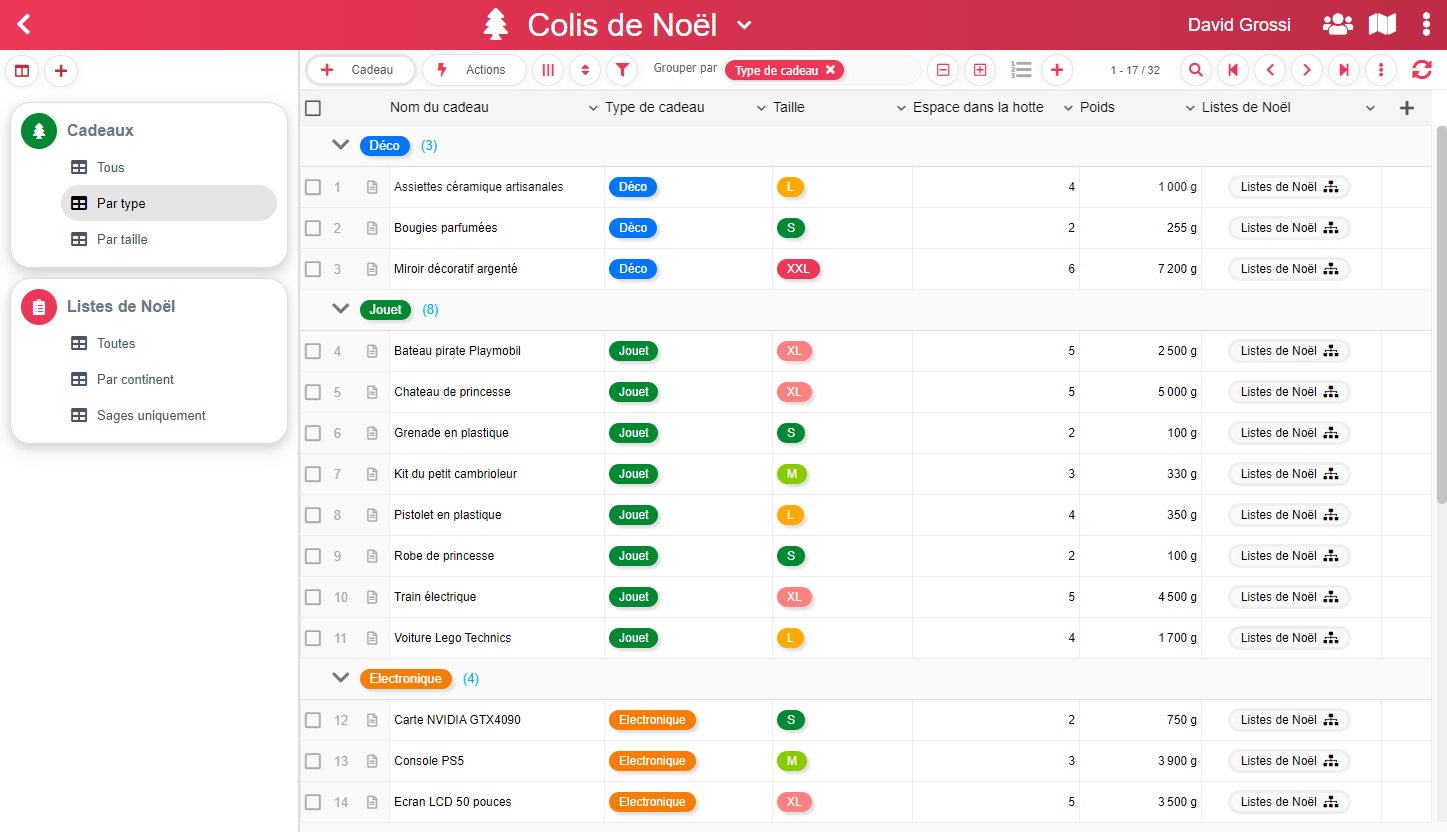 Colis de Noël
David Grossi
Cadeau Actions Grouper par Type de cadeau 1 - 17 / 32
Cadeaux
Tous
Par type
Par taille
Listes de Noël
Toutes
Par continent
Sages uniquement
Nom du cadeau Type de cadeau Taille Espace dans la hotte Poids Listes de Noël
Déco (3)
1 Assiettes céramique artisanales Déco L 4 1 000 g Listes de Noël
2 Bougies parfumées Déco S 2 255 g Listes de Noël
3 Miroir décoratif argenté Déco XXL 6 7 200 g Listes de Noël
Jouet (8)
4 Bateau pirate Playmobil Jouet XL 5 2 500 g Listes de Noël
5 Chateau de princesse Jouet XL 5 5 000 g Listes de Noël
6 Grenade en plastique Jouet S 2 100 g Listes de Noël
7 Kit du petit cambrioleur Jouet M 3 330 g Listes de Noël
8 Pistolet en plastique Jouet L 4 350 g Listes de Noël
9 Robe de princesse Jouet S 2 100 g Listes de Noël
10 Train électrique Jouet XL 5 4 500 g Listes de Noël
11 Voiture Lego Technics Jouet L 4 1 700 g Listes de Noël
Electronique (4)
12 Carte NVIDIA GTX4090 Electronique S 2 750 g Listes de Noël
13 Console PS5 Electronique M 3 3 900 g Listes de Noël
14 Ecran LCD 50 pouces Electronique XL 5 3 500 g Listes de Noël